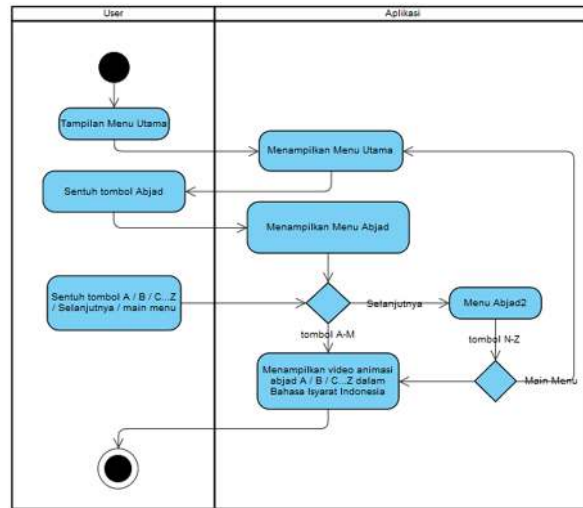 User
Aplikasi
Tampilan Menu Utama
Menampilkan Menu Utama
Sentuh tombol Abjad
Menampilkan Menu Abjad
Sentuh tombol A / B / C...Z
/ Selanjutnya / main menu
Selanjutnya
Menu Abjad2
tombol A-M
tombol N-Z
Menampilkan video animasi
abjad A / B / C...Z dalam
Bahasa Isyarat Indonesia
Main Menu